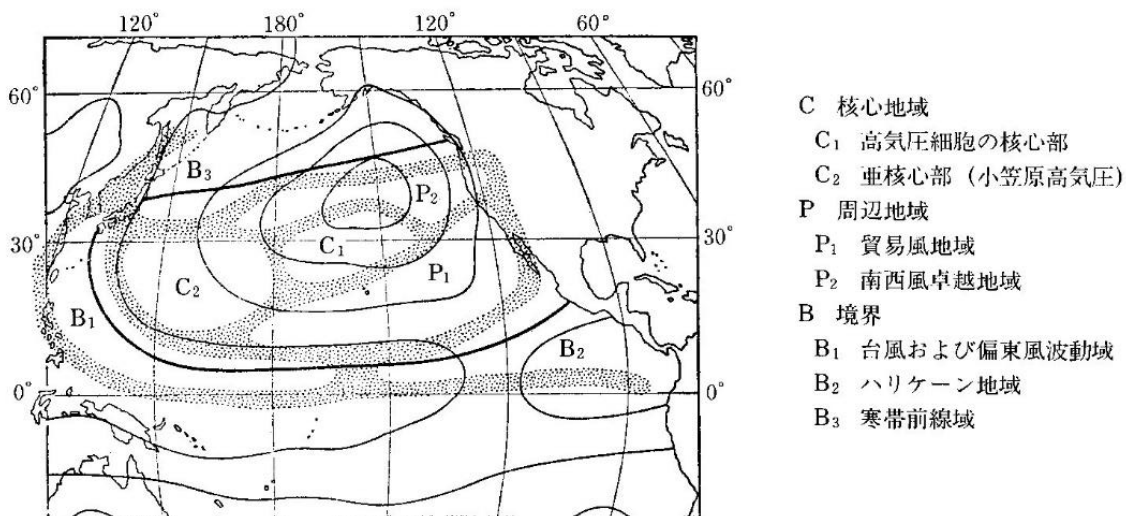 120° 180° 120° 60°
60° 60°
30° 30°
0° 0°
B₃
P₂
C₁
P₁
C₂
B₁
B₂
C 核心地域
C₁ 高気圧細胞の核心部
C₂ 亜核心部 (小笠原高気圧)
P 周辺地域
P₁ 貿易風地域
P₂ 南西風卓越地域
B 境界
B₁ 台風および偏東風波動域
B₂ ハリケーン地域
B₃ 寒帯前線域